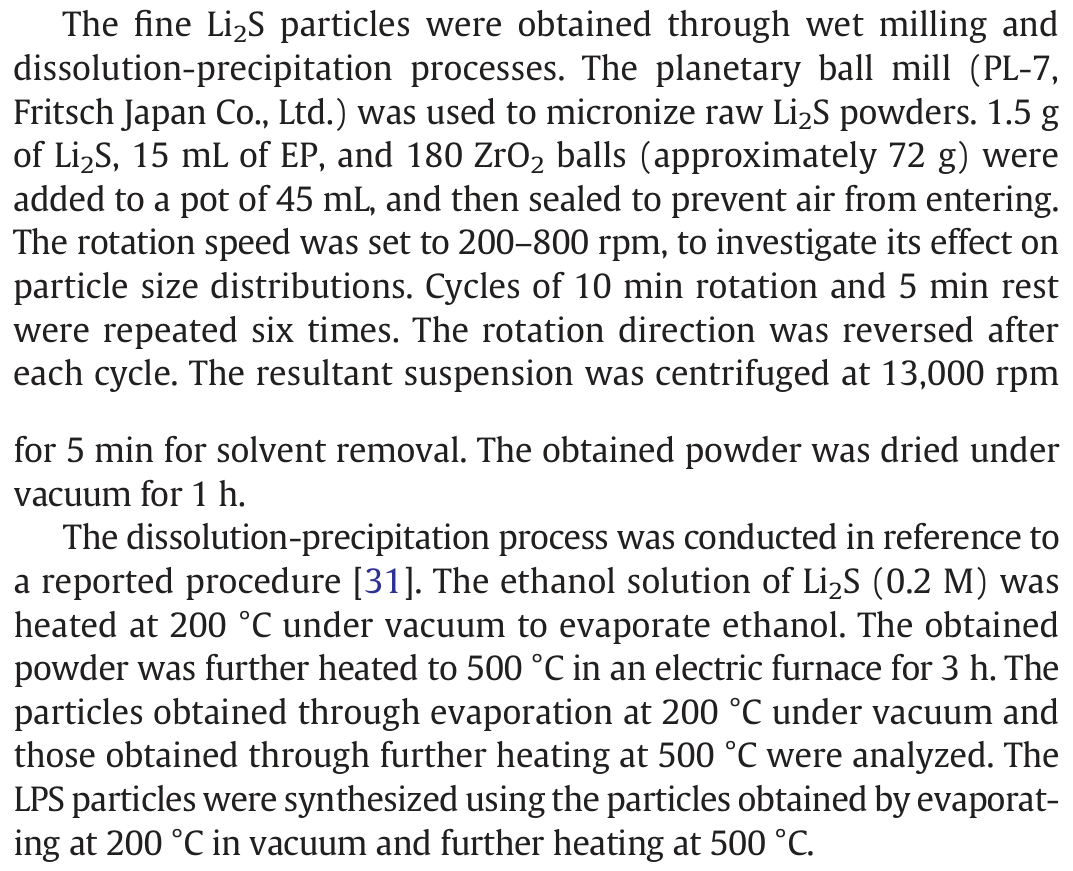 The fine Li₂S particles were obtained through wet milling and
dissolution-precipitation processes. The planetary ball mill (PL-7,
Fritsch Japan Co., Ltd.) was used to micronize raw Li₂S powders. 1.5 g
of Li₂S, 15 mL of EP, and 180 ZrO₂ balls (approximately 72 g) were
added to a pot of 45 mL, and then sealed to prevent air from entering.
The rotation speed was set to 200–800 rpm, to investigate its effect on
particle size distributions. Cycles of 10 min rotation and 5 min rest
were repeated six times. The rotation direction was reversed after
each cycle. The resultant suspension was centrifuged at 13,000 rpm
for 5 min for solvent removal. The obtained powder was dried under
vacuum for 1 h.
The dissolution-precipitation process was conducted in reference to
a reported procedure [31]. The ethanol solution of Li₂S (0.2 M) was
heated at 200 °C under vacuum to evaporate ethanol. The obtained
powder was further heated to 500 °C in an electric furnace for 3 h. The
particles obtained through evaporation at 200 °C under vacuum and
those obtained through further heating at 500 °C were analyzed. The
LPS particles were synthesized using the particles obtained by evaporat-
ing at 200 °C in vacuum and further heating at 500 °C.